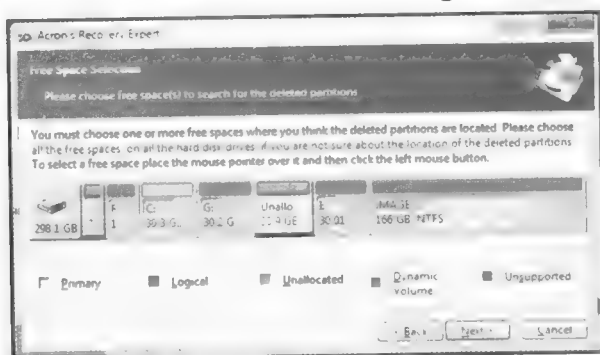 Acronis Recovery Expert
Free Space Selection
Please choose free space(s) to search for the deleted partitions
You must choose one or more free spaces where you think the deleted partitions are located. Please choose
all the free spaces on all the hard disk drives if you are not sure about the location of the deleted partitions
To select a free space place the mouse pointer over it and then click the left mouse button.
C: G: Unallo
298.1 GB 1 30.3 G 166 GB NTFS
Primary Logical Unallocated Dynamic volume Unsupported
Back Next Cancel